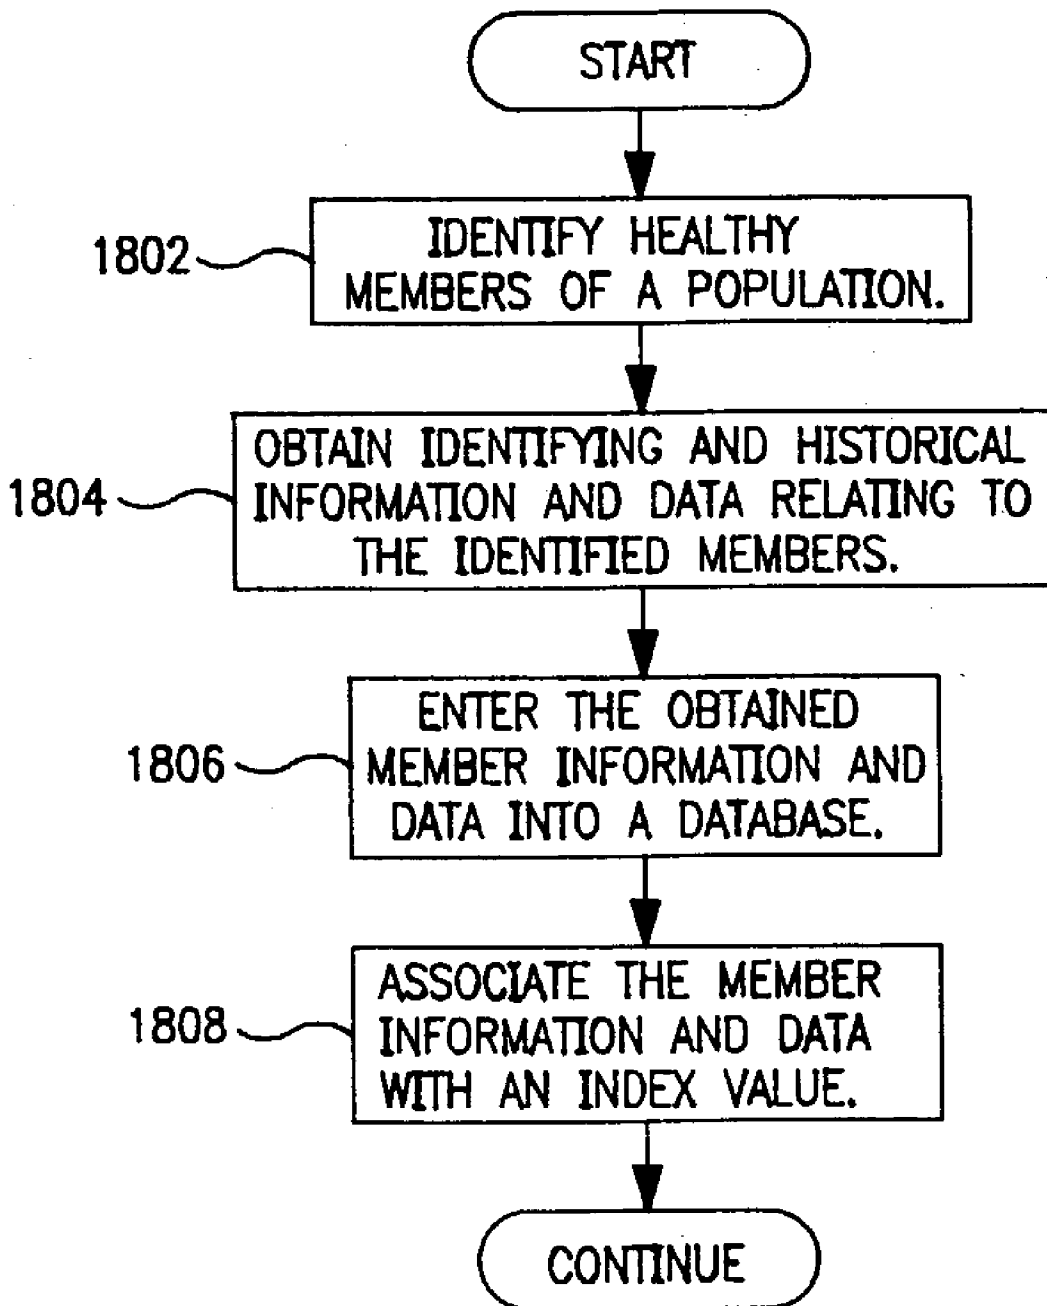 START
1802
IDENTIFY HEALTHY
MEMBERS OF A POPULATION.
1804
OBTAIN IDENTIFYING AND HISTORICAL
INFORMATION AND DATA RELATING TO
THE IDENTIFIED MEMBERS.
1806
ENTER THE OBTAINED
MEMBER INFORMATION AND
DATA INTO A DATABASE.
1808
ASSOCIATE THE MEMBER
INFORMATION AND DATA
WITH AN INDEX VALUE.
CONTINUE